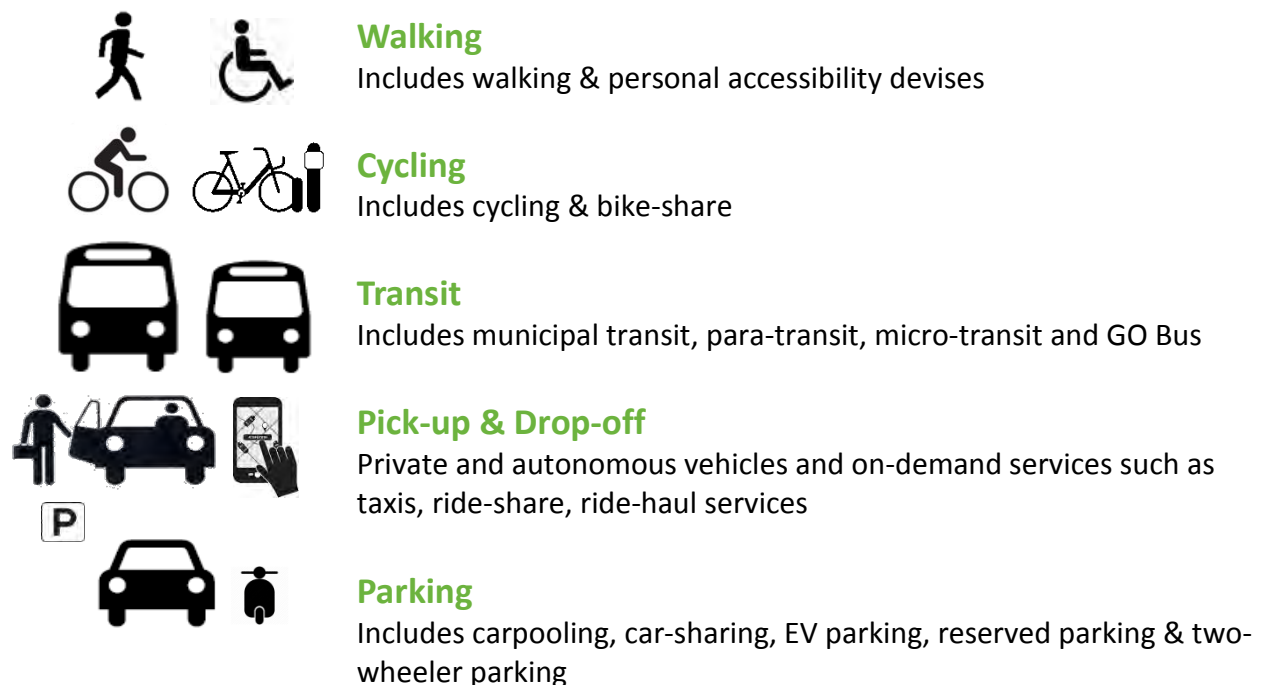 Walking
Includes walking & personal accessibility devises
Cycling
Includes cycling & bike-share
Transit
Includes municipal transit, para-transit, micro-transit and GO Bus
Pick-up & Drop-off
Private and autonomous vehicles and on-demand services such as
taxis, ride-share, ride-haul services
P
Parking
Includes carpooling, car-sharing, EV parking, reserved parking & two-
wheeler parking